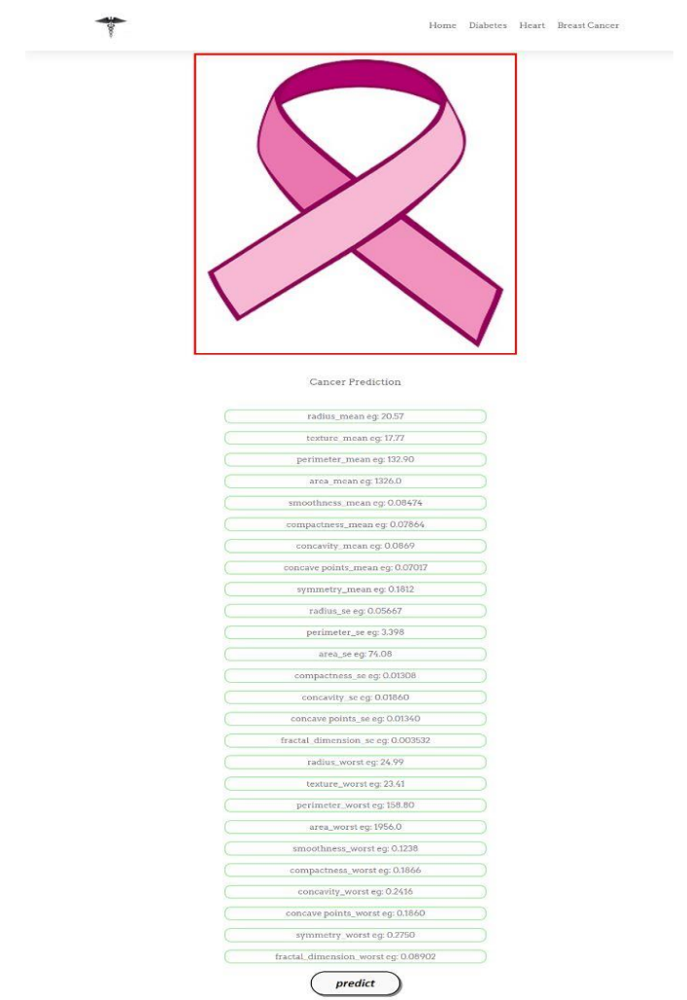 Home Diabetes Heart Breast Cancer
Cancer Prediction
radius_mean eg: 20.57
texture_mean eg: 17.77
perimeter_mean eg: 132.90
area_mean eg: 1326.0
smoothness_mean eg: 0.08474
compactness_mean eg: 0.07864
concavity_mean eg: 0.0869
concave points_mean eg: 0.07017
symmetry_mean eg: 0.1812
radius_se eg: 0.05667
perimeter_se eg: 3.398
area_se eg: 74.08
compactness_se eg: 0.01308
concavity_se eg: 0.01860
concave points_se eg: 0.01340
fractal_dimension_se eg: 0.003532
radius_worst eg: 24.99
texture_worst eg: 23.41
perimeter_worst eg: 158.80
area_worst eg: 1956.0
smoothness_worst eg: 0.1238
compactness_worst eg: 0.1866
concavity_worst eg: 0.2416
concave points_worst eg: 0.1860
symmetry_worst eg: 0.2750
fractal_dimension_worst eg: 0.08902
predict